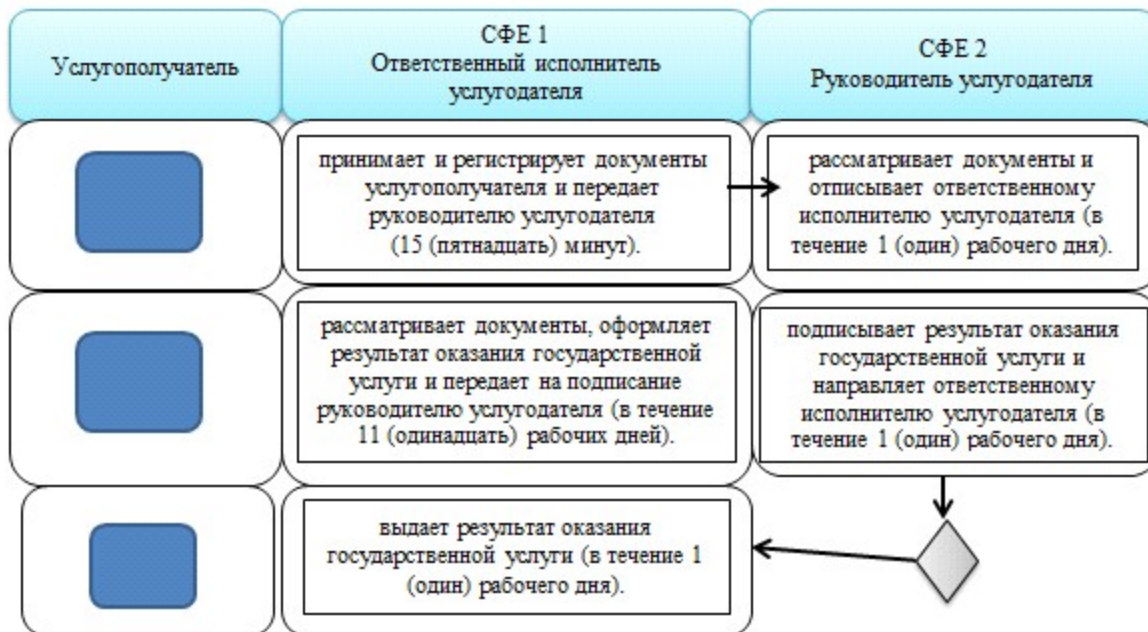 Услугополучатель
СФЕ 1
Ответственный исполнитель
услугодателя
СФЕ 2
Руководитель услугодателя
принимает и регистрирует документы
услугополучателя и передает
руководителю услугодателя
(15 (пятнадцать) минут).
рассматривает документы и
отписывает ответственному
исполнителю услугодателя (в
течение 1 (один) рабочего дня).
рассматривает документы, оформляет
результат оказания государственной
услуги и передает на подписание
руководителю услугодателя (в течение
11 (одинадцать) рабочих дней).
подписывает результат оказания
государственной услуги и
направляет ответственному
исполнителю услугодателя (в
течение 1 (один) рабочего дня).
выдает результат оказания
государственной услуги (в течение 1
(один) рабочего дня).